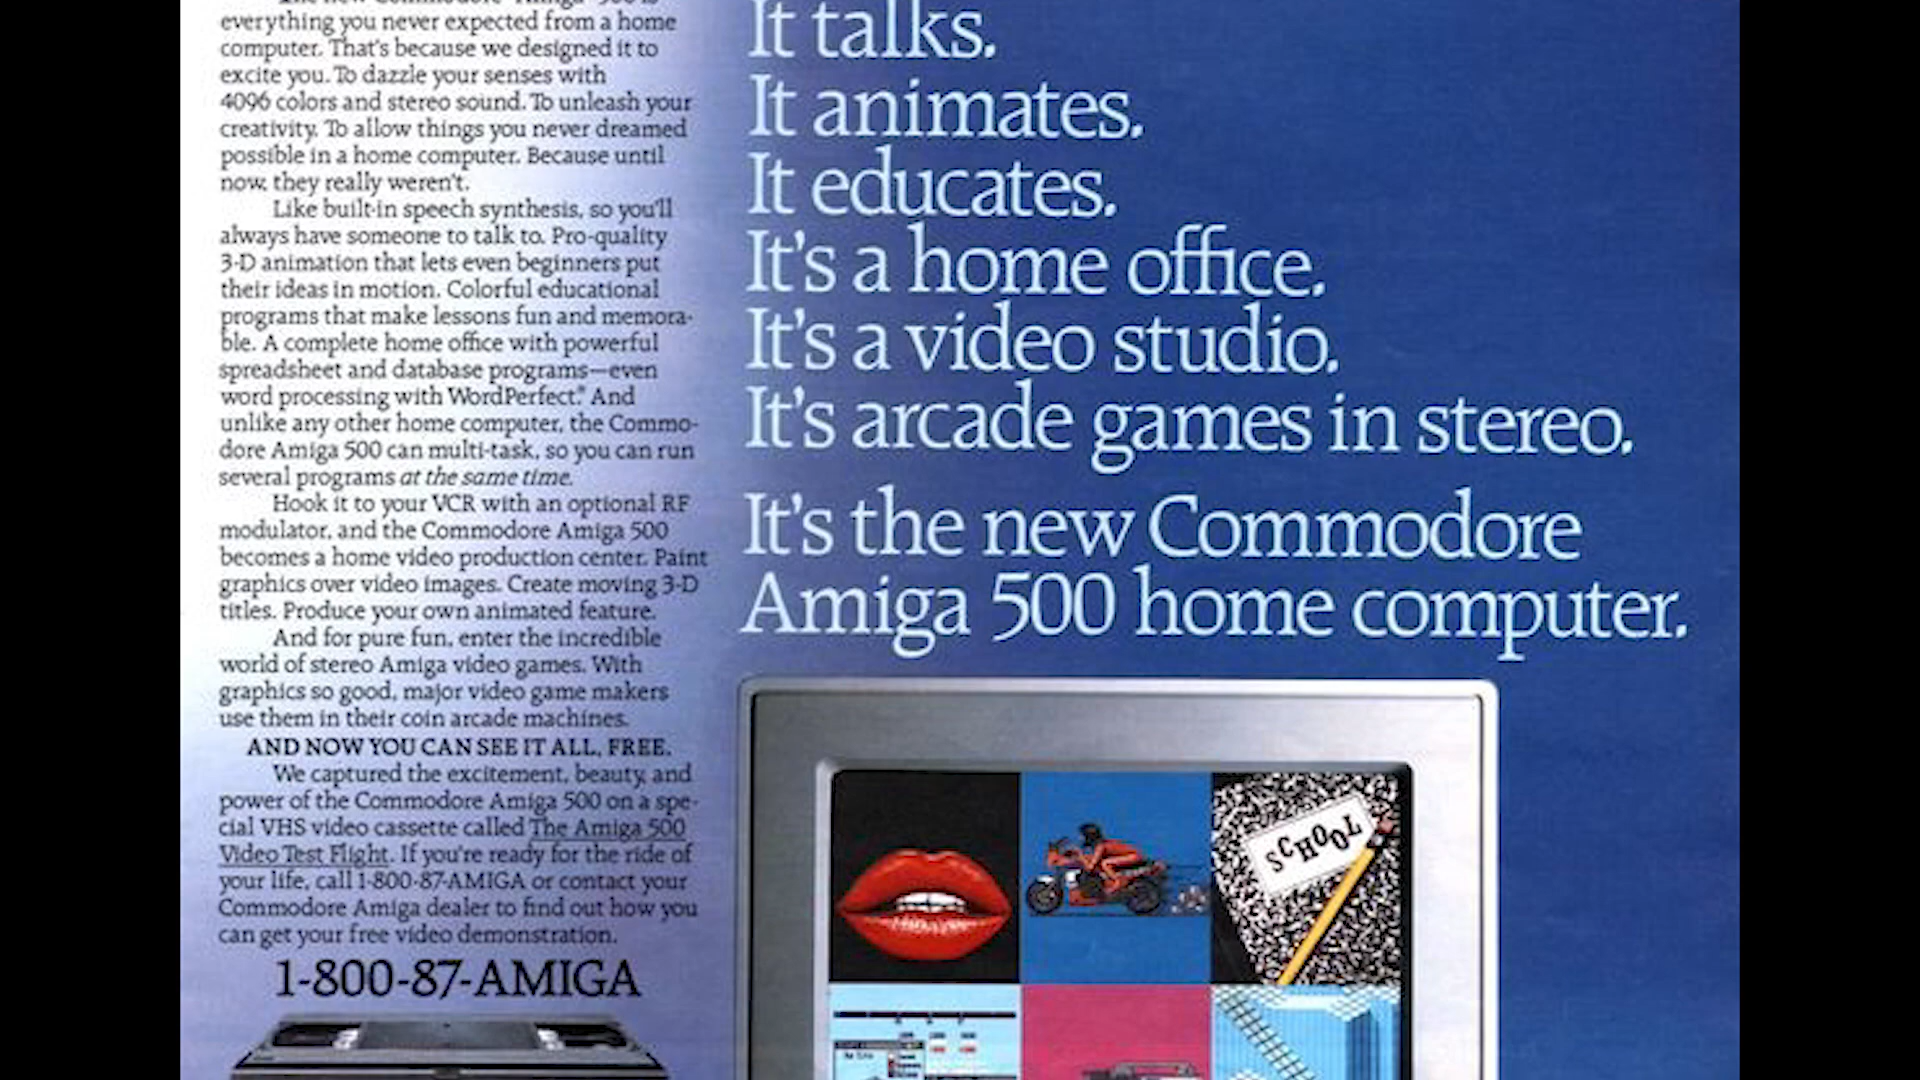 The new Commodore Amiga 500 is
everything you never expected from a home
computer. That's because we designed it to
excite you. To dazzle your senses with
4096 colors and stereo sound. To unleash your
creativity. To allow things you never dreamed
possible in a home computer. Because until
now, they really weren't.
Like built-in speech synthesis, so you'll
always have someone to talk to. Pro-quality
3-D animation that lets even beginners put
their ideas in motion. Colorful educational
programs that make lessons fun and memora-
ble. A complete home office with powerful
spreadsheet and database programs—even
word processing with WordPerfect.® And
unlike any other home computer, the Commo-
dore Amiga 500 can multi-task, so you can run
several programs at the same time.
Hook it to your VCR with an optional RF
modulator, and the Commodore Amiga 500
becomes a home video production center. Paint
graphics over video images. Create moving 3-D
titles. Produce your own animated feature.
And for pure fun, enter the incredible
world of stereo Amiga video games. With
graphics so good, major video game makers
use them in their coin arcade machines.
AND NOW YOU CAN SEE IT ALL, FREE.
We captured the excitement, beauty, and
power of the Commodore Amiga 500 on a spe-
cial VHS video cassette called The Amiga 500
Video Test Flight. If you're ready for the ride of
your life, call 1-800-87-AMIGA or contact your
Commodore Amiga dealer to find out how you
can get your free video demonstration.
1-800-87-AMIGA
It talks.
It animates.
It educates.
It's a home office.
It's a video studio.
It's arcade games in stereo.
It's the new Commodore
Amiga 500 home computer.
SCHOOL